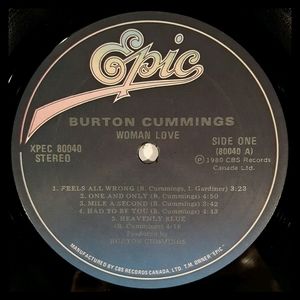 Epic
BURTON CUMMINGS
WOMAN LOVE
XPEC 80040
STEREO
SIDE ONE
(80040 A)
Ⓟ 1980 CBS Records
Canada Ltd.
1. FEELS ALL WRONG (B. Cummings, I. Gardiner) 3:23
2. ONE AND ONLY (B. Cummings) 4:50
3. MILE A SECOND (B. Cummings) 3:42
4. HAD TO BE YOU (B. Cummings) 4:13
5. HEAVENLY BLUE
(B. Cummings) 4:18
Produced by
BURTON CUMMINGS
MANUFACTURED BY CBS RECORDS CANADA, LTD. T.M. OWNER "EPIC"